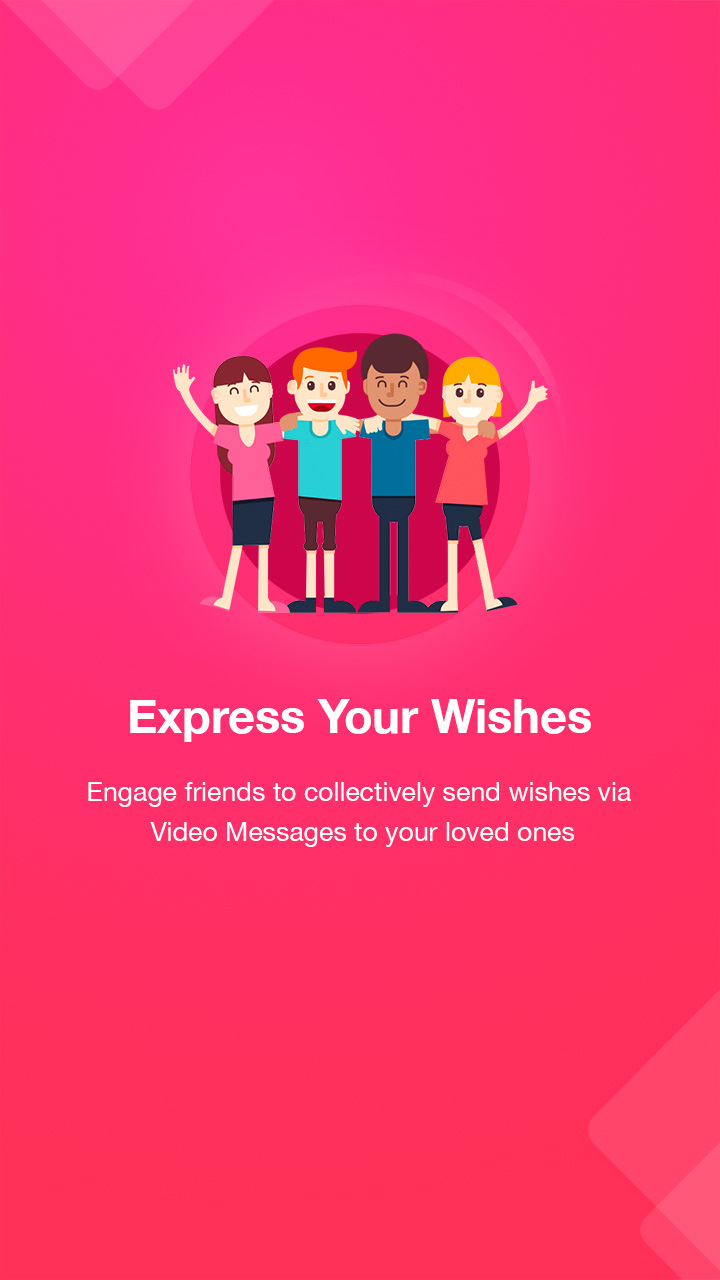 Express Your Wishes
Engage friends to collectively send wishes via
Video Messages to your loved ones